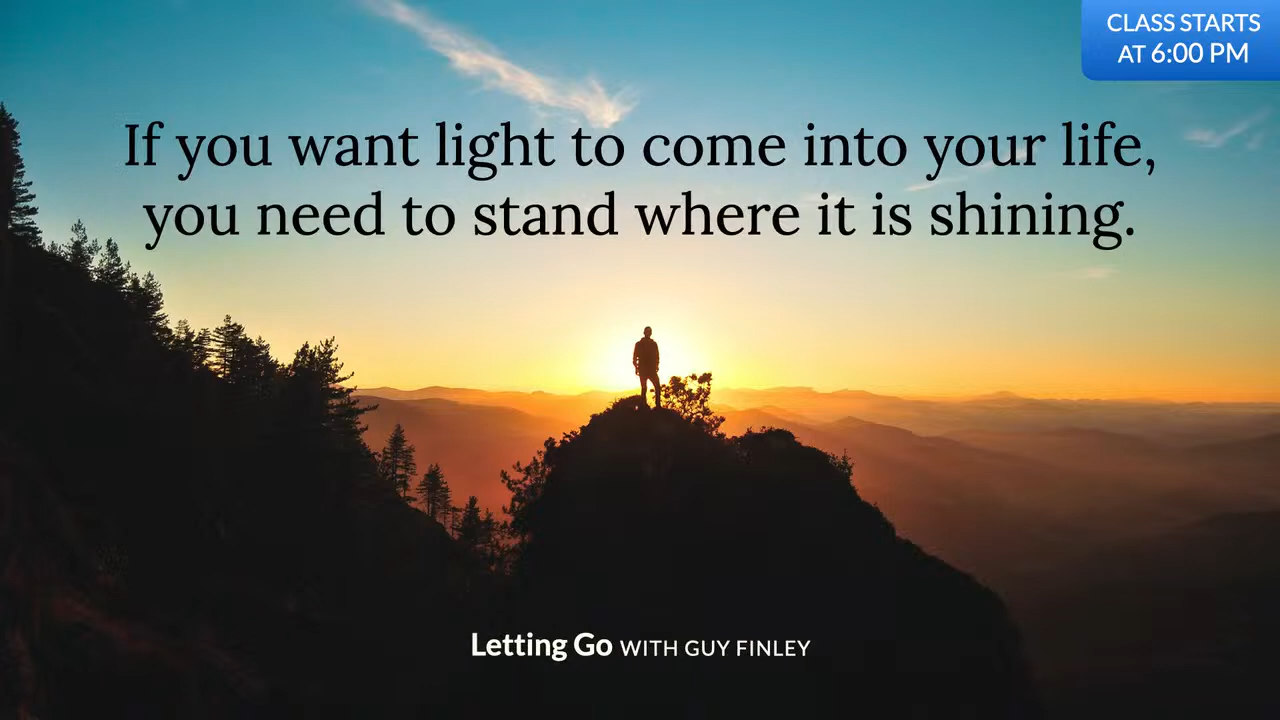 CLASS STARTS
AT 6:00 PM
If you want light to come into your life,
you need to stand where it is shining.
Letting Go WITH GUY FINLEY